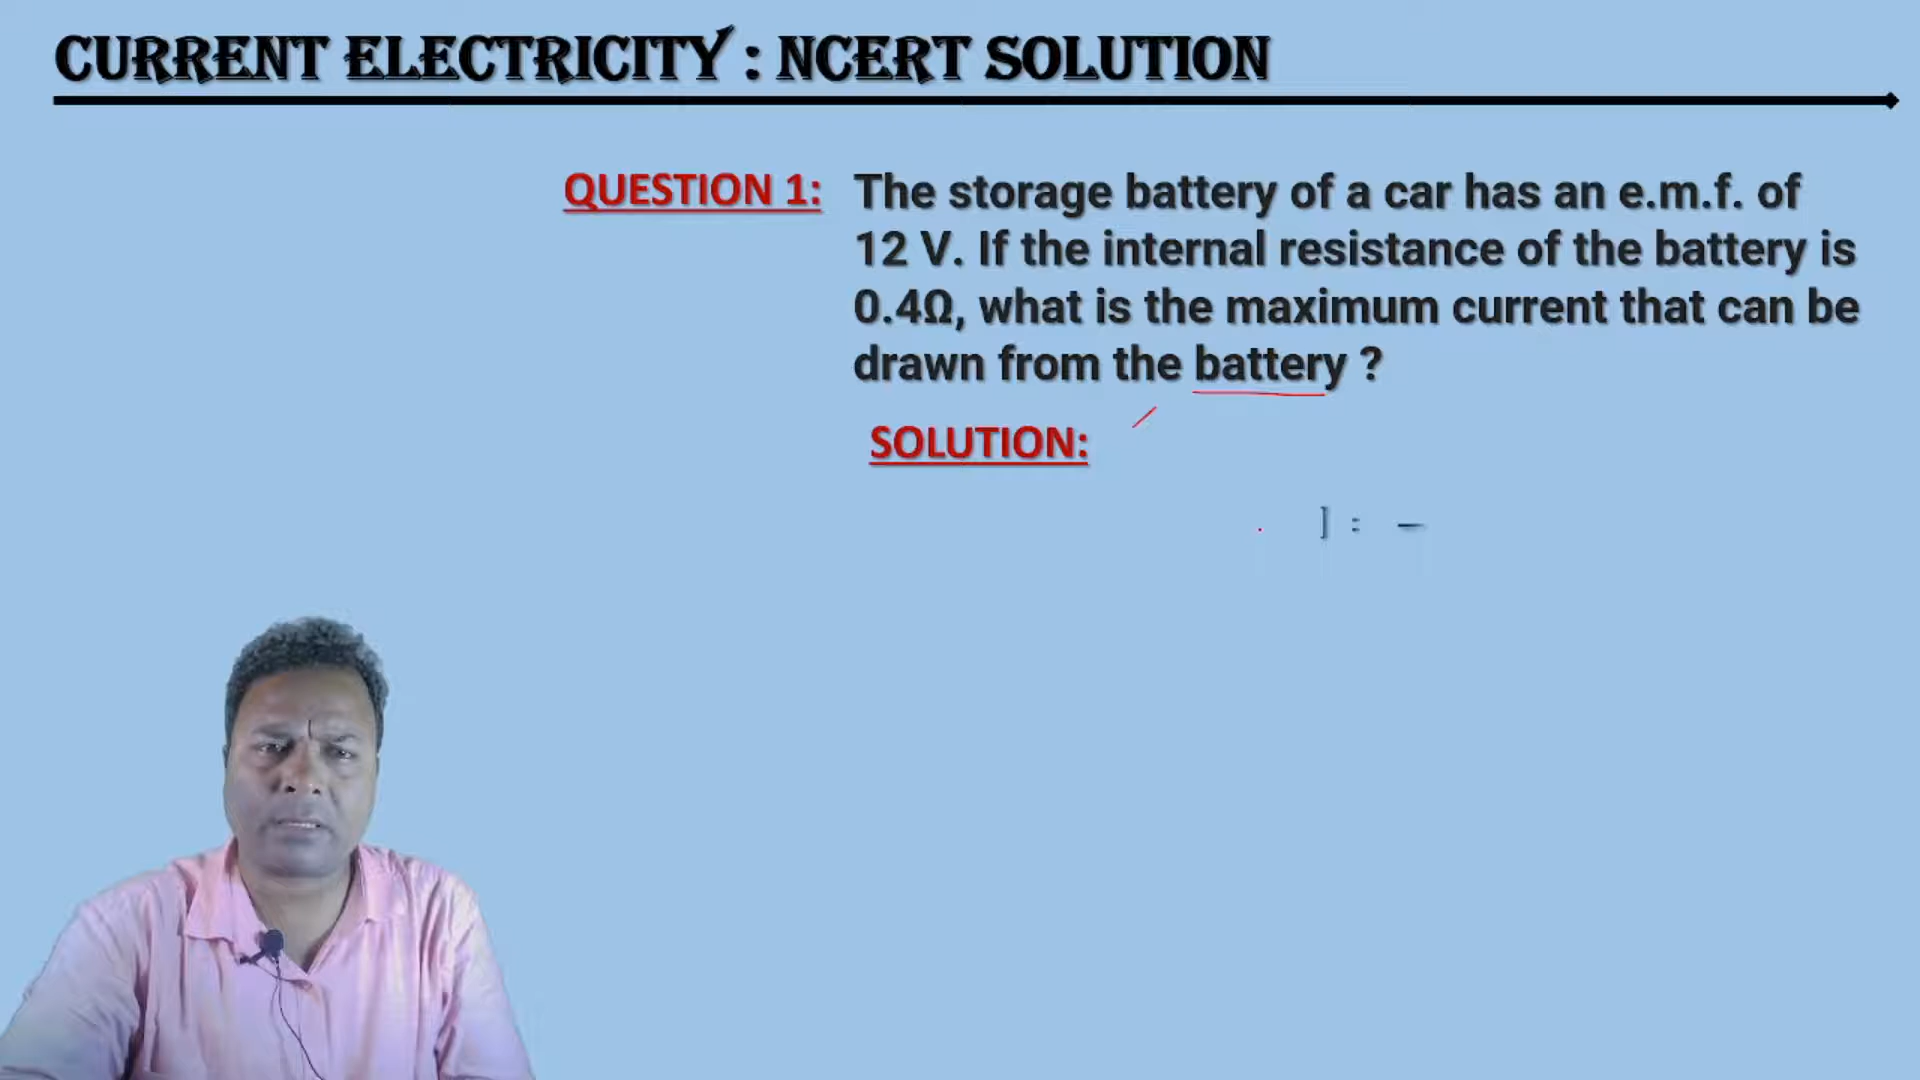 CURRENT ELECTRICITY : NCERT SOLUTION
QUESTION 1: The storage battery of a car has an e.m.f. of
12 V. If the internal resistance of the battery is
0.4Ω, what is the maximum current that can be
drawn from the battery ?
SOLUTION: